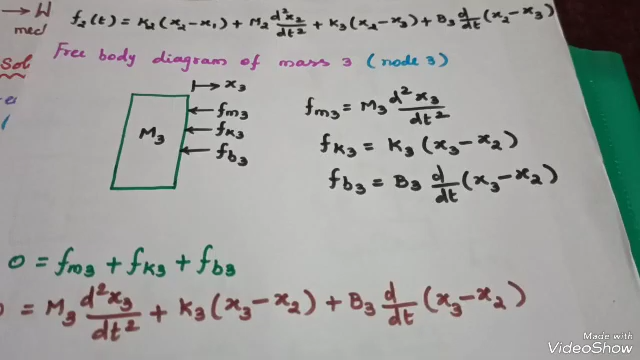 f₂(t) = K₂(x₂-x₁) + M₂ d²x₂/dt² + K₃(x₂-x₃) + B₃ d/dt (x₂-x₃)
→ W
med
Sol
Free body diagram of mass 3 (node 3)
→ x₃
M₃
fm₃
fK₃
fb₃
fm₃ = M₃ d²x₃/dt²
fK₃ = K₃ (x₃-x₂)
fb₃ = B₃ d/dt (x₃-x₂)
0 = fm₃ + fK₃ + fb₃
0 = M₃ d²x₃/dt² + K₃(x₃-x₂) + B₃ d/dt (x₃-x₂)
Made with
VideoShow